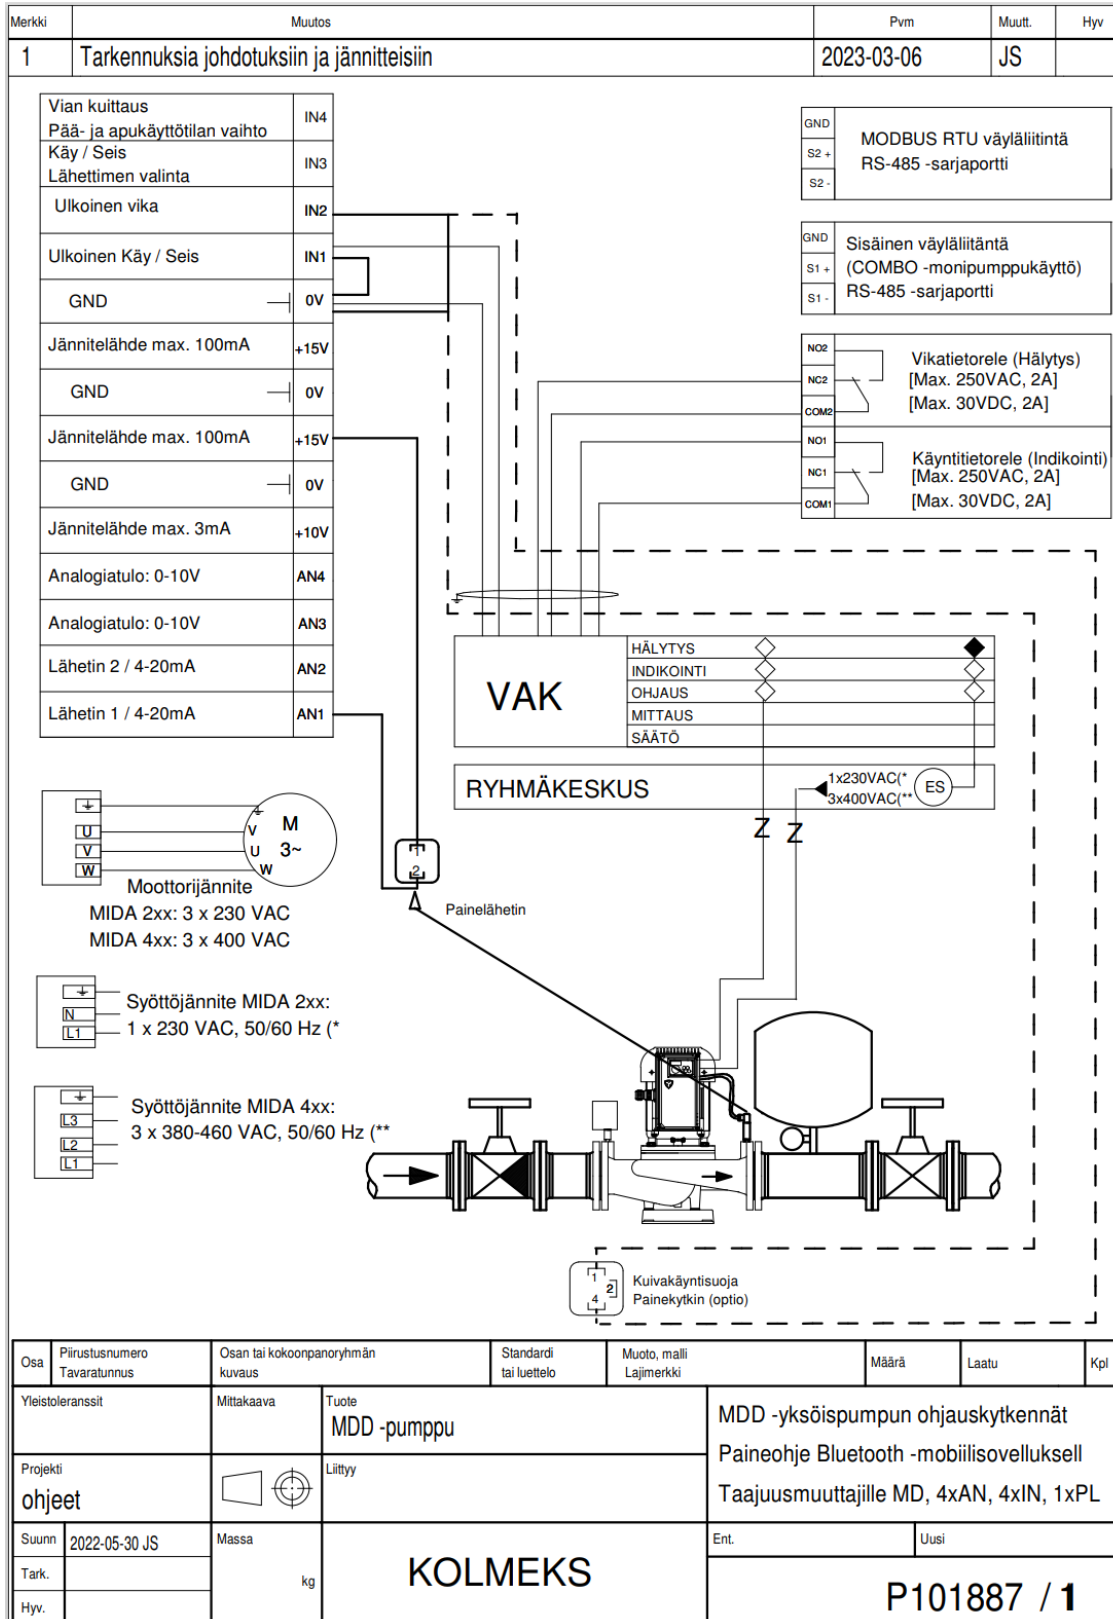 Merkki Muutos Pvm Muutt. Hyv
1 Tarkennuksia johdotuksiin ja jännitteisiin 2023-03-06 JS
Vian kuittaus
Pää- ja apukäyttötilan vaihto IN4
Käy / Seis
Lähettimen valinta IN3
Ulkoinen vika IN2
Ulkoinen Käy / Seis IN1
GND 0V
Jännitelähde max. 100mA +15V
GND 0V
Jännitelähde max. 100mA +15V
GND 0V
Jännitelähde max. 3mA +10V
Analogiatulo: 0-10V AN4
Analogiatulo: 0-10V AN3
Lähetin 2 / 4-20mA AN2
Lähetin 1 / 4-20mA AN1
GND
S2 +
S2 -
MODBUS RTU väyläliitintä
RS-485 -sarjaportti
GND
S1 +
S1 -
Sisäinen väyläliitäntä
(COMBO -monipumppukäyttö)
RS-485 -sarjaportti
NO2
NC2
COM2
Vikatietorele (Hälytys)
[Max. 250VAC, 2A]
[Max. 30VDC, 2A]
NO1
NC1
COM1
Käyntitietorele (Indikointi)
[Max. 250VAC, 2A]
[Max. 30VDC, 2A]
VAK
HÄLYTYS
INDIKOINTI
OHJAUS
MITTAUS
SÄÄTÖ
RYHMÄKESKUS
1x230VAC(*
3x400VAC(**
ES
Z Z
U
V
W
V
U
W
M
3~
Moottorijännite
MIDA 2xx: 3 x 230 VAC
MIDA 4xx: 3 x 400 VAC
1
2
Painelähetin
N
L1
Syöttöjännite MIDA 2xx:
1 x 230 VAC, 50/60 Hz (*
L3
L2
L1
Syöttöjännite MIDA 4xx:
3 x 380-460 VAC, 50/60 Hz (**
1
2
4
Kuivakäyntisuoja
Painekytkin (optio)
Osa
Piirustusnumero
Tavaratunnus
Osan tai kokoonpanoryhmän
kuvaus
Standardi
tai luettelo
Muoto, malli
Lajimerkki
Määrä
Laatu
Kpl
Yleistoleranssit
Mittakaava
Tuote
MDD -pumppu
MDD -yksöispumpun ohjauskytkennät
Paineohje Bluetooth -mobiilisovelluksell
Taajuusmuuttajille MD, 4xAN, 4xIN, 1xPL
Projekti
ohjeet
Liittyy
Suunn 2022-05-30 JS
Tark.
Hyv.
Massa
kg
KOLMEKS
Ent.
Uusi
P101887 / 1